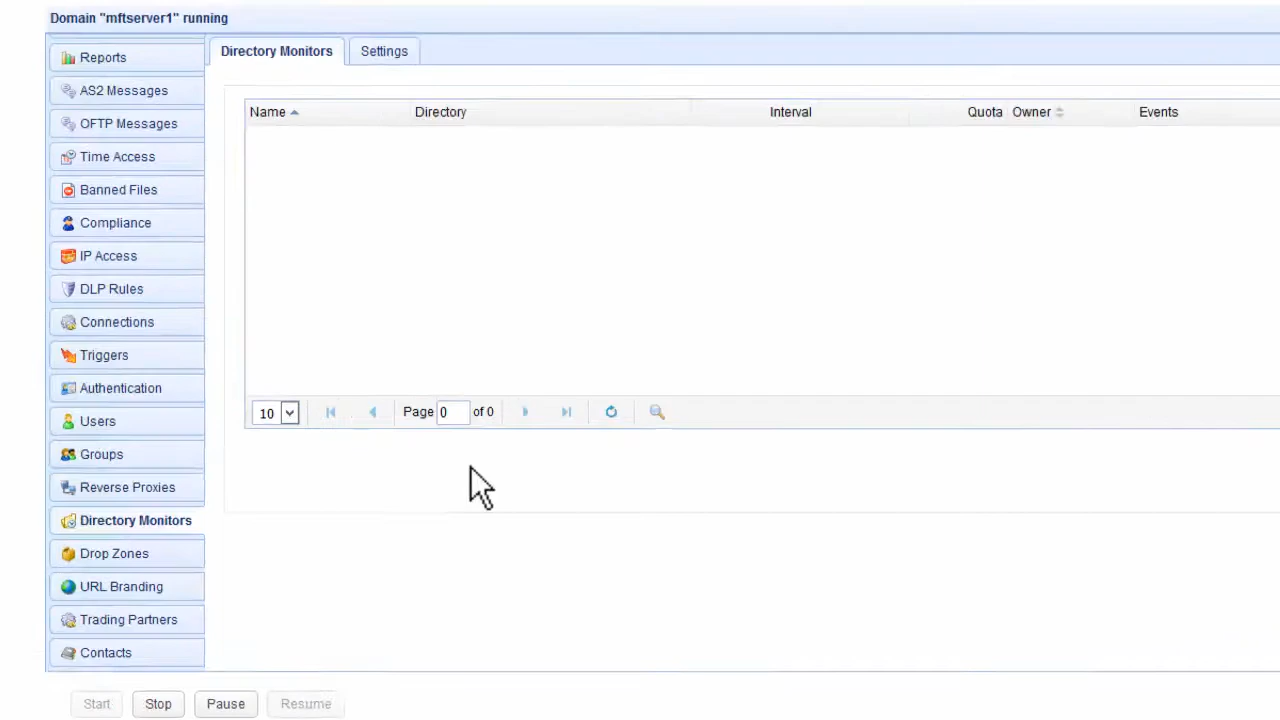 Domain "mftserver1" running
Reports
AS2 Messages
OFTP Messages
Time Access
Banned Files
Compliance
IP Access
DLP Rules
Connections
Triggers
Authentication
Users
Groups
Reverse Proxies
Directory Monitors
Drop Zones
URL Branding
Trading Partners
Contacts
Directory Monitors Settings
Name Directory Interval Quota Owner Events
10 Page 0 of 0
Start Stop Pause Resume